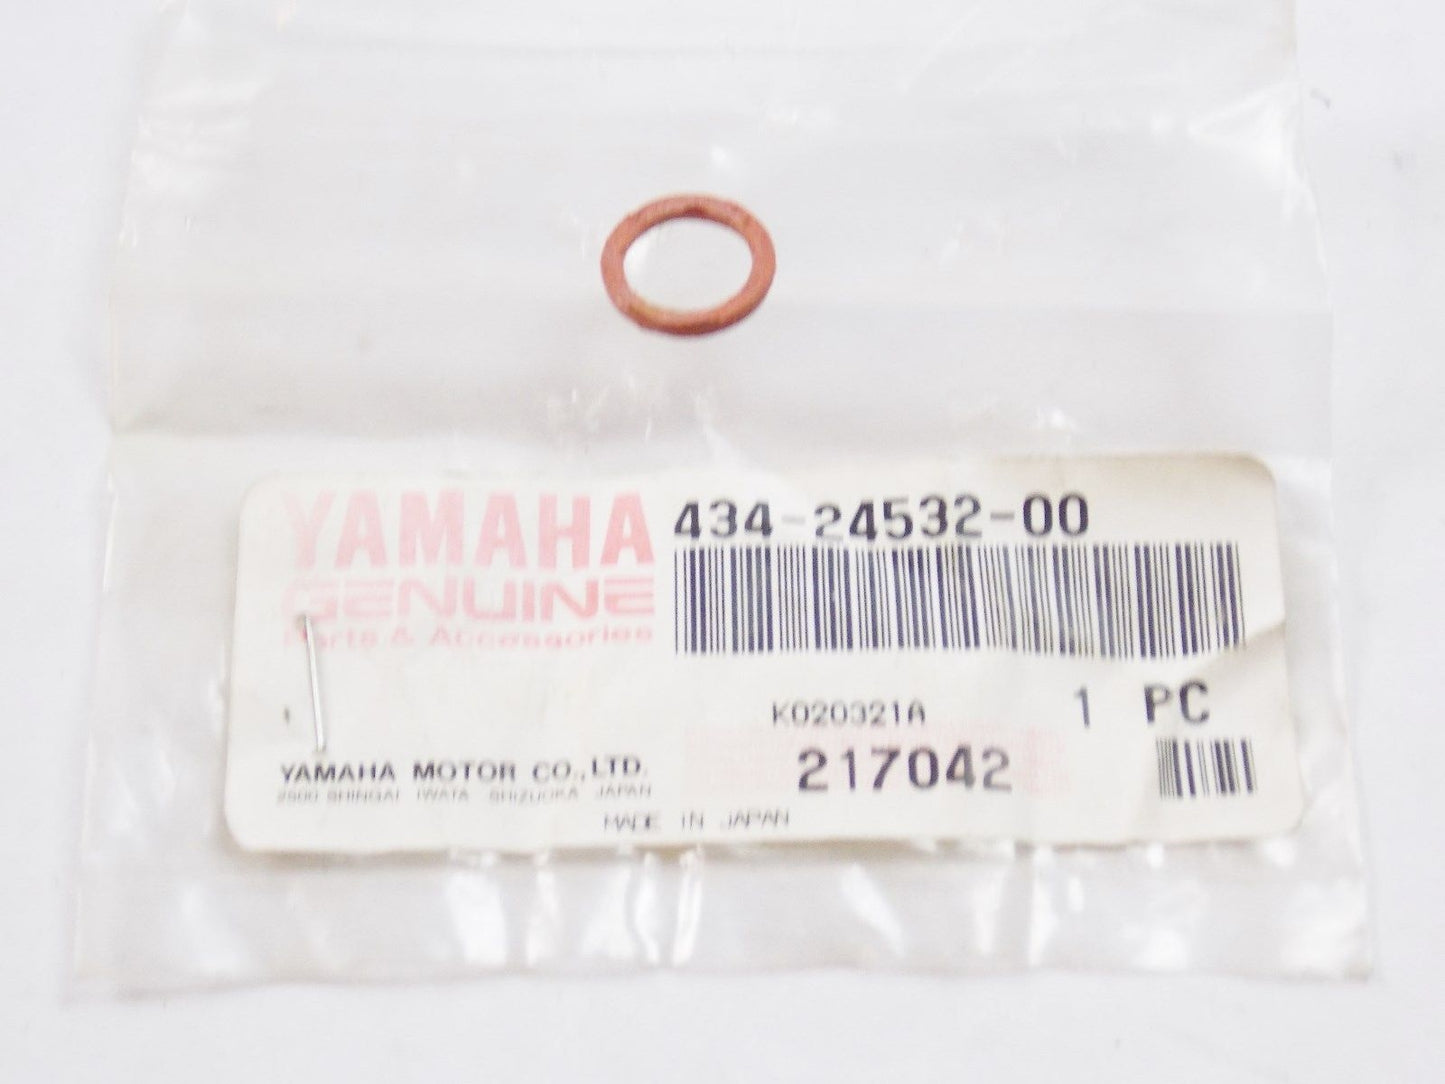 YAMAHA
GENUINE
Parts & Accessories
434-24532-00
K020321A
1 PC
1
217042
YAMAHA MOTOR CO.,LTD.
2500 SHINGAI IWATA SHIZUOKA JAPAN
MADE IN JAPAN